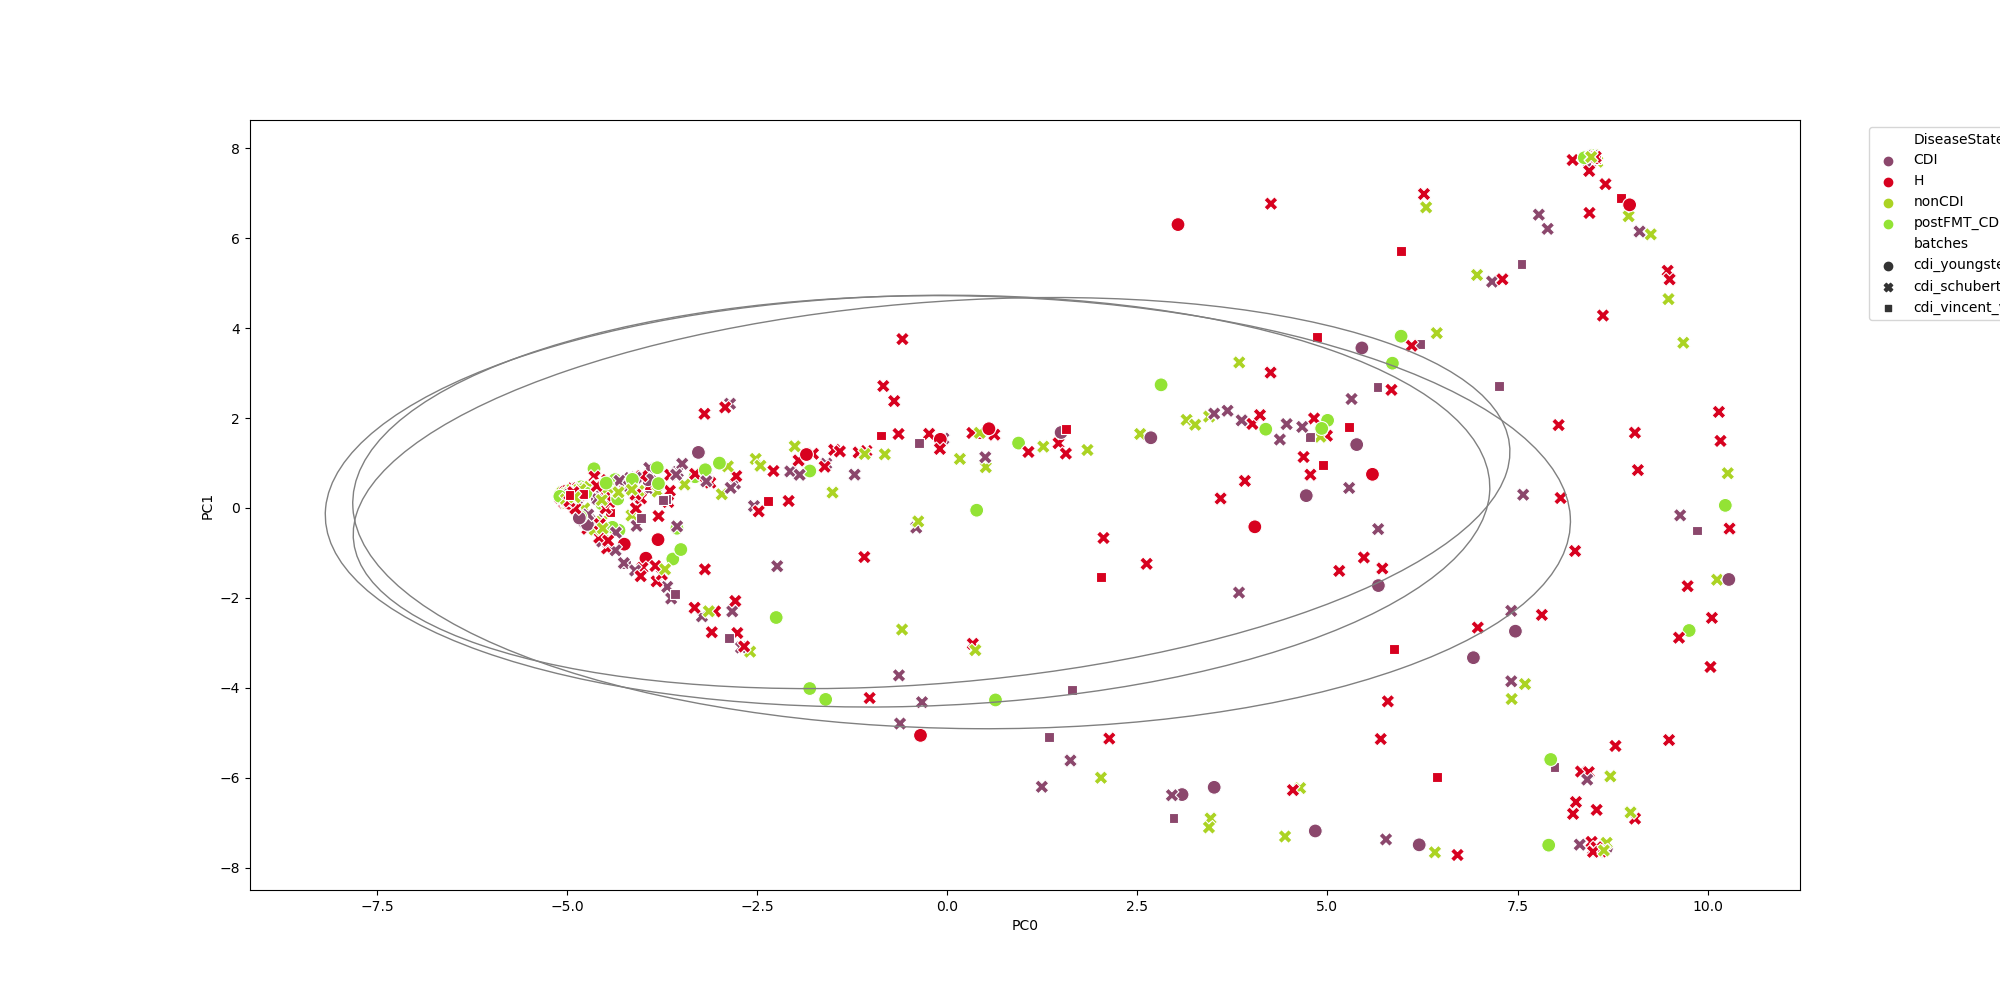 DiseaseState
CDI
H
nonCDI
postFMT_CD
batches
cdi_youngste
cdi_schubert
cdi_vincent_
8
6
4
2
0
−2
−4
−6
−8
PC1
−7.5
−5.0
−2.5
0.0
2.5
5.0
7.5
10.0
PC0